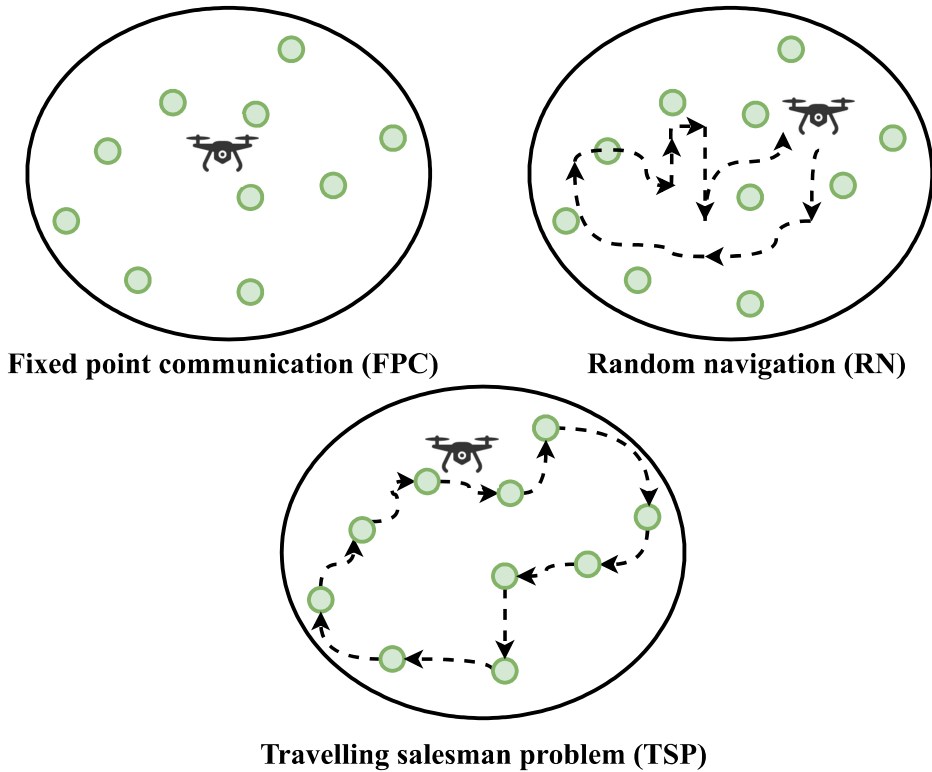 Fixed point communication (FPC)
Random navigation (RN)
Travelling salesman problem (TSP)